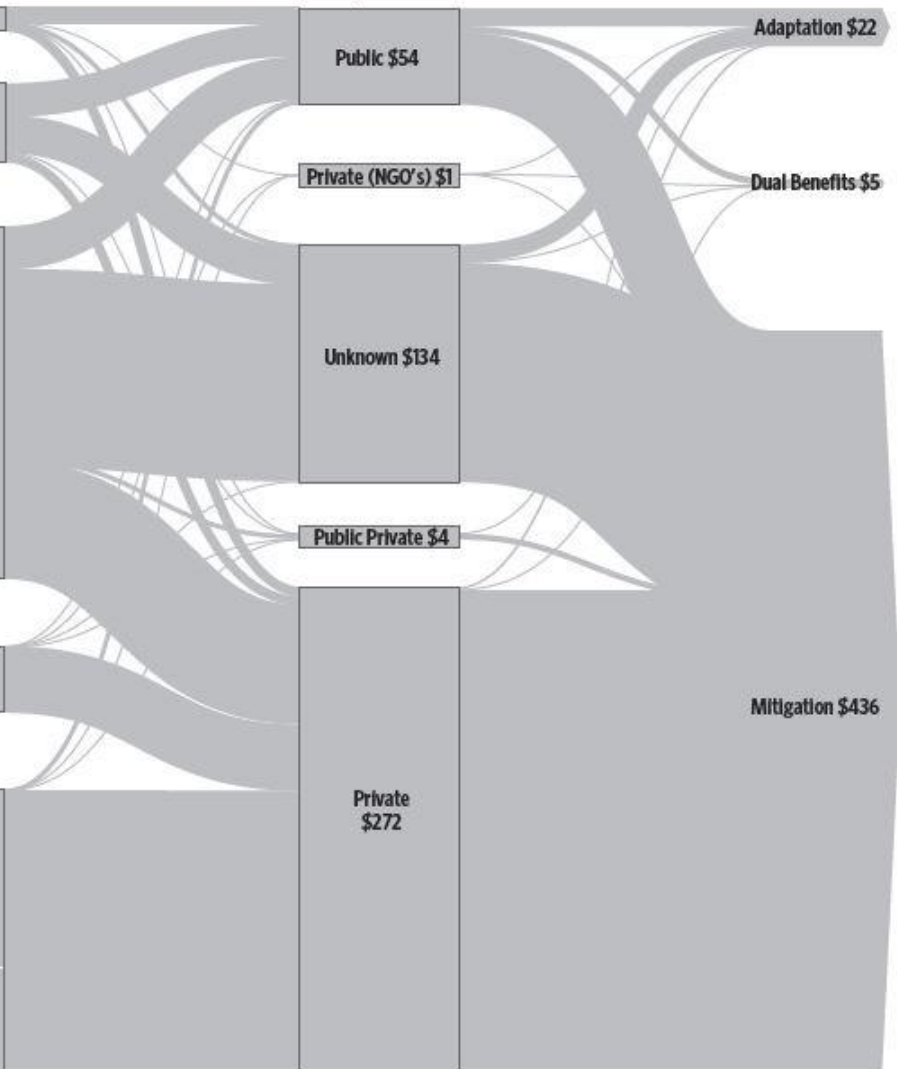 Adaptation $22
Public $54
Private (NGO's) $1
Dual Benefits $5
Unknown $134
Public Private $4
Mitigation $436
Private
$272